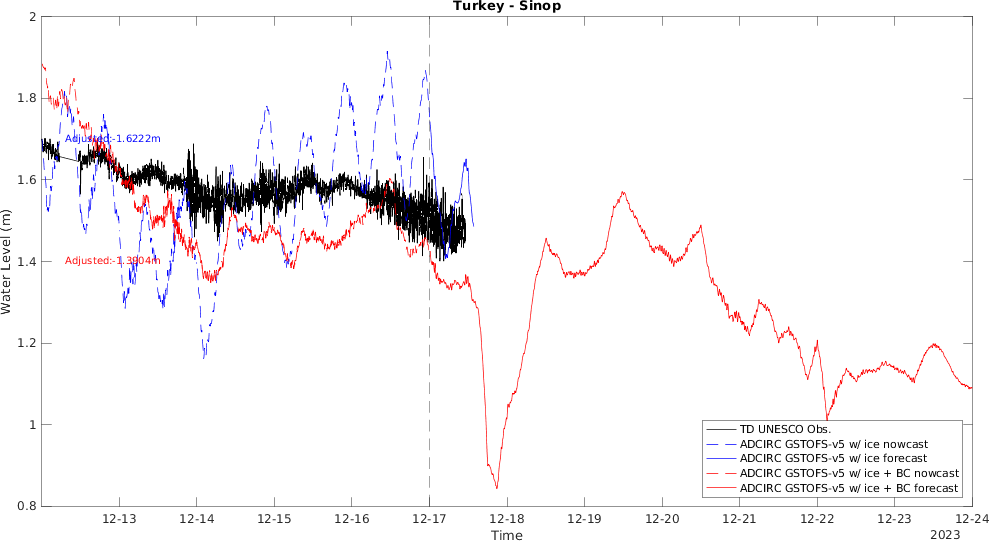 Turkey - Sinop
2
1.8
1.6
1.4
1.2
1
0.8
Water Level (m)
Adjusted:-1.6222m
Adjusted:-1.3904m
TD UNESCO Obs.
ADCIRC GSTOFS-v5 w/ ice nowcast
ADCIRC GSTOFS-v5 w/ ice forecast
ADCIRC GSTOFS-v5 w/ ice + BC nowcast
ADCIRC GSTOFS-v5 w/ ice + BC forecast
12-13 12-14 12-15 12-16 12-17 12-18 12-19 12-20 12-21 12-22 12-23 12-24
Time
2023